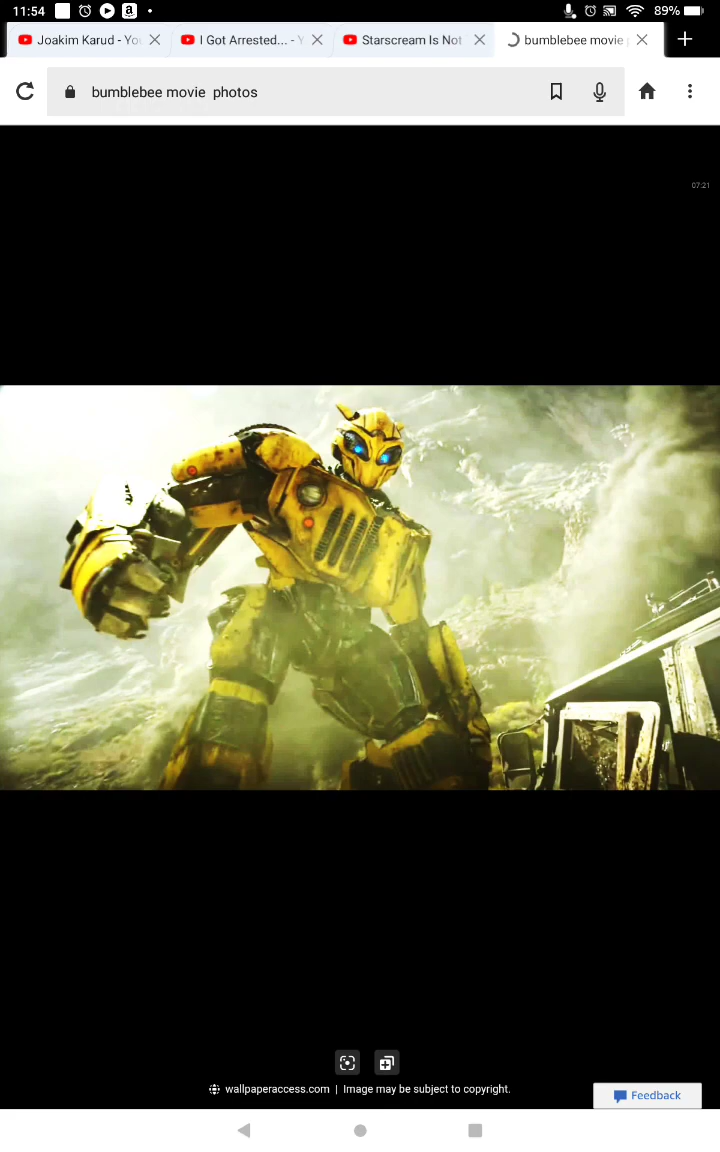 11:54
89%
Joakim Karud - You
I Got Arrested... - Y
Starscream Is Not
bumblebee movie
bumblebee movie photos
07:21
wallpaperaccess.com | Image may be subject to copyright.
Feedback